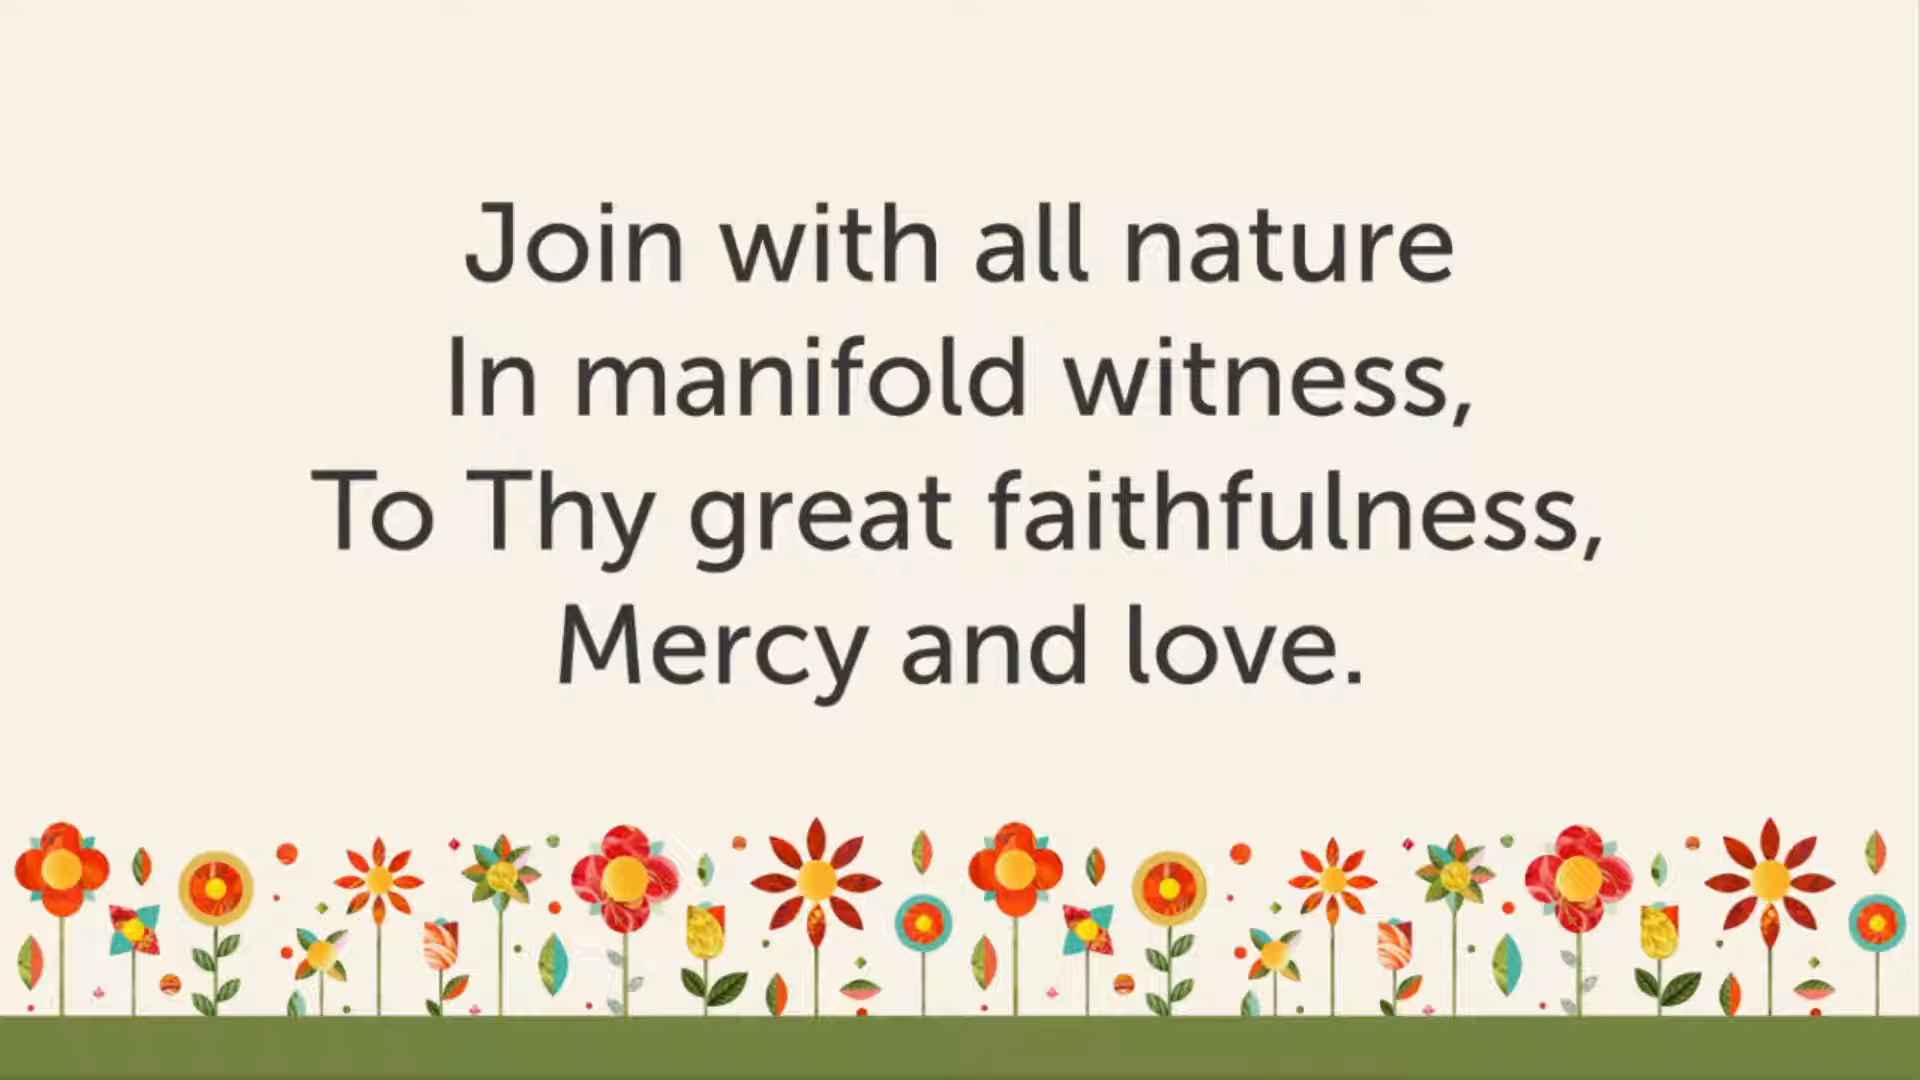 Join with all nature
In manifold witness,
To Thy great faithfulness,
Mercy and love.